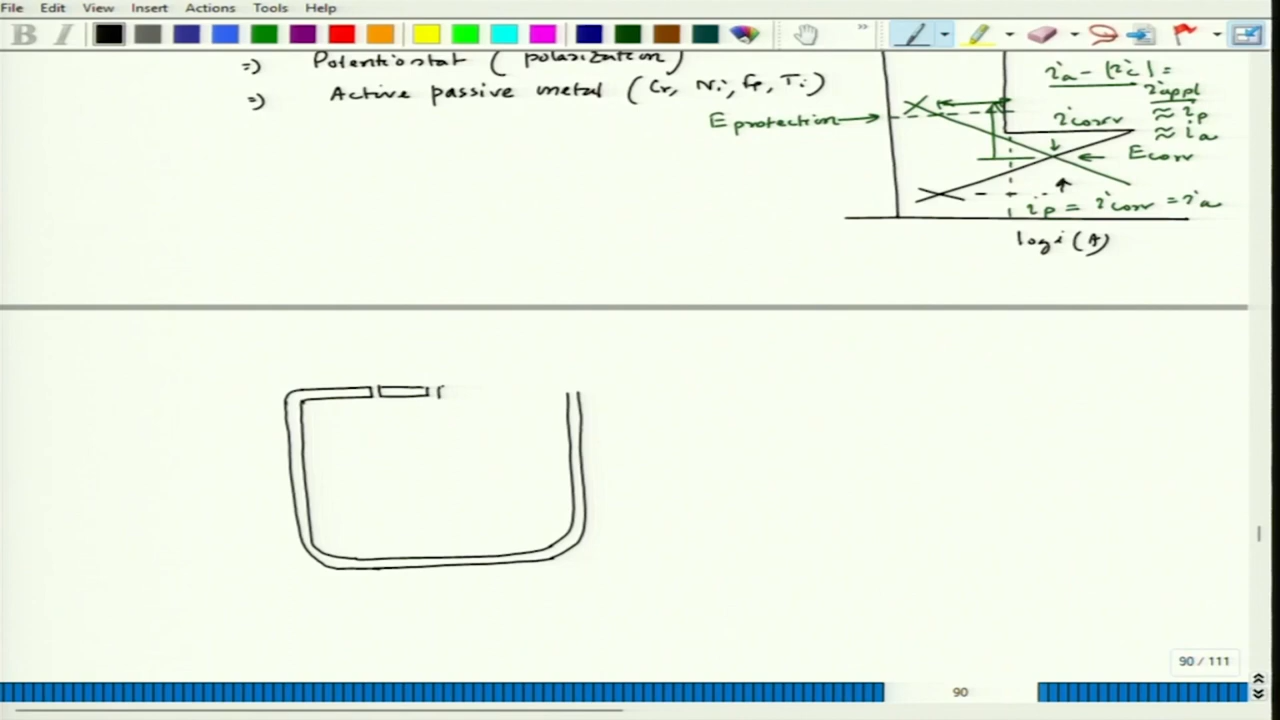 File Edit View Insert Actions Tools Help
B I
=) Potentiostat (polarization)
=) Active passive metal (Cr, Ni, Fe, Ti)
ia - |ic| =
iappl
≈ ip
≈ ia
E protection
icorr
Ecorr
ip = icorr = ia
log i (A)
90 / 111
90